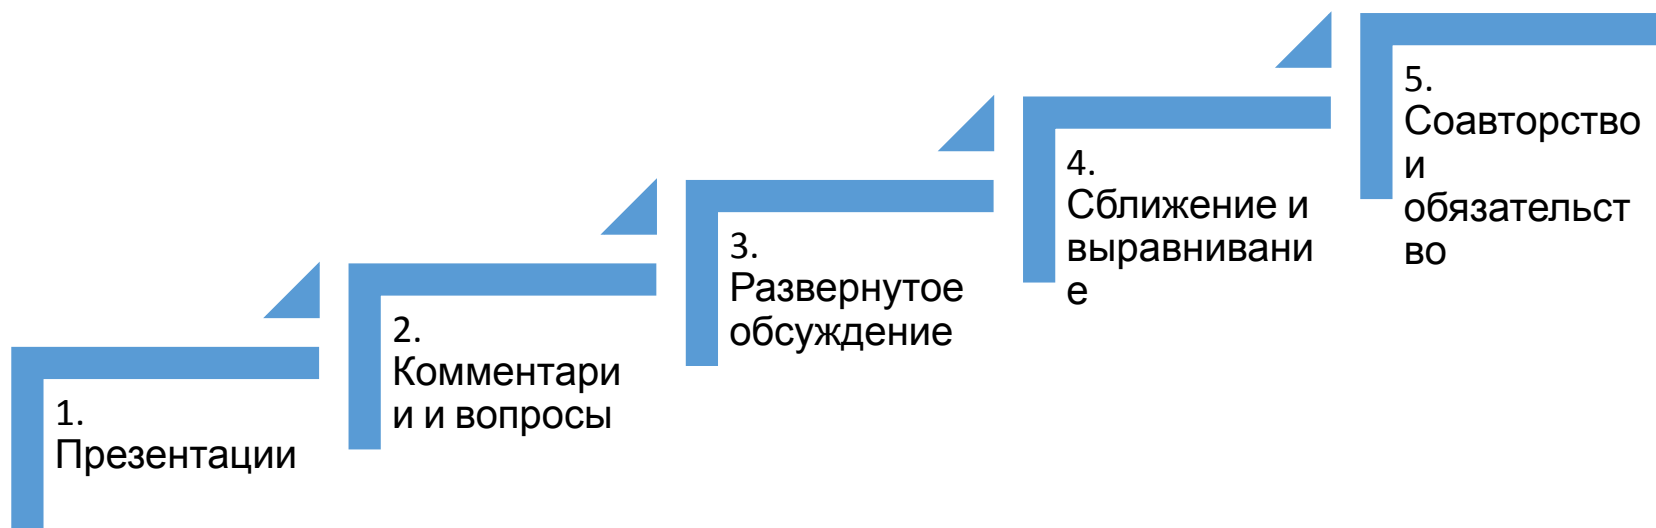 1.
Презентации
2.
Комментари
и и вопросы
3.
Развернутое
обсуждение
4.
Сближение и
выравнивани
е
5.
Соавторство
и
обязательст
во